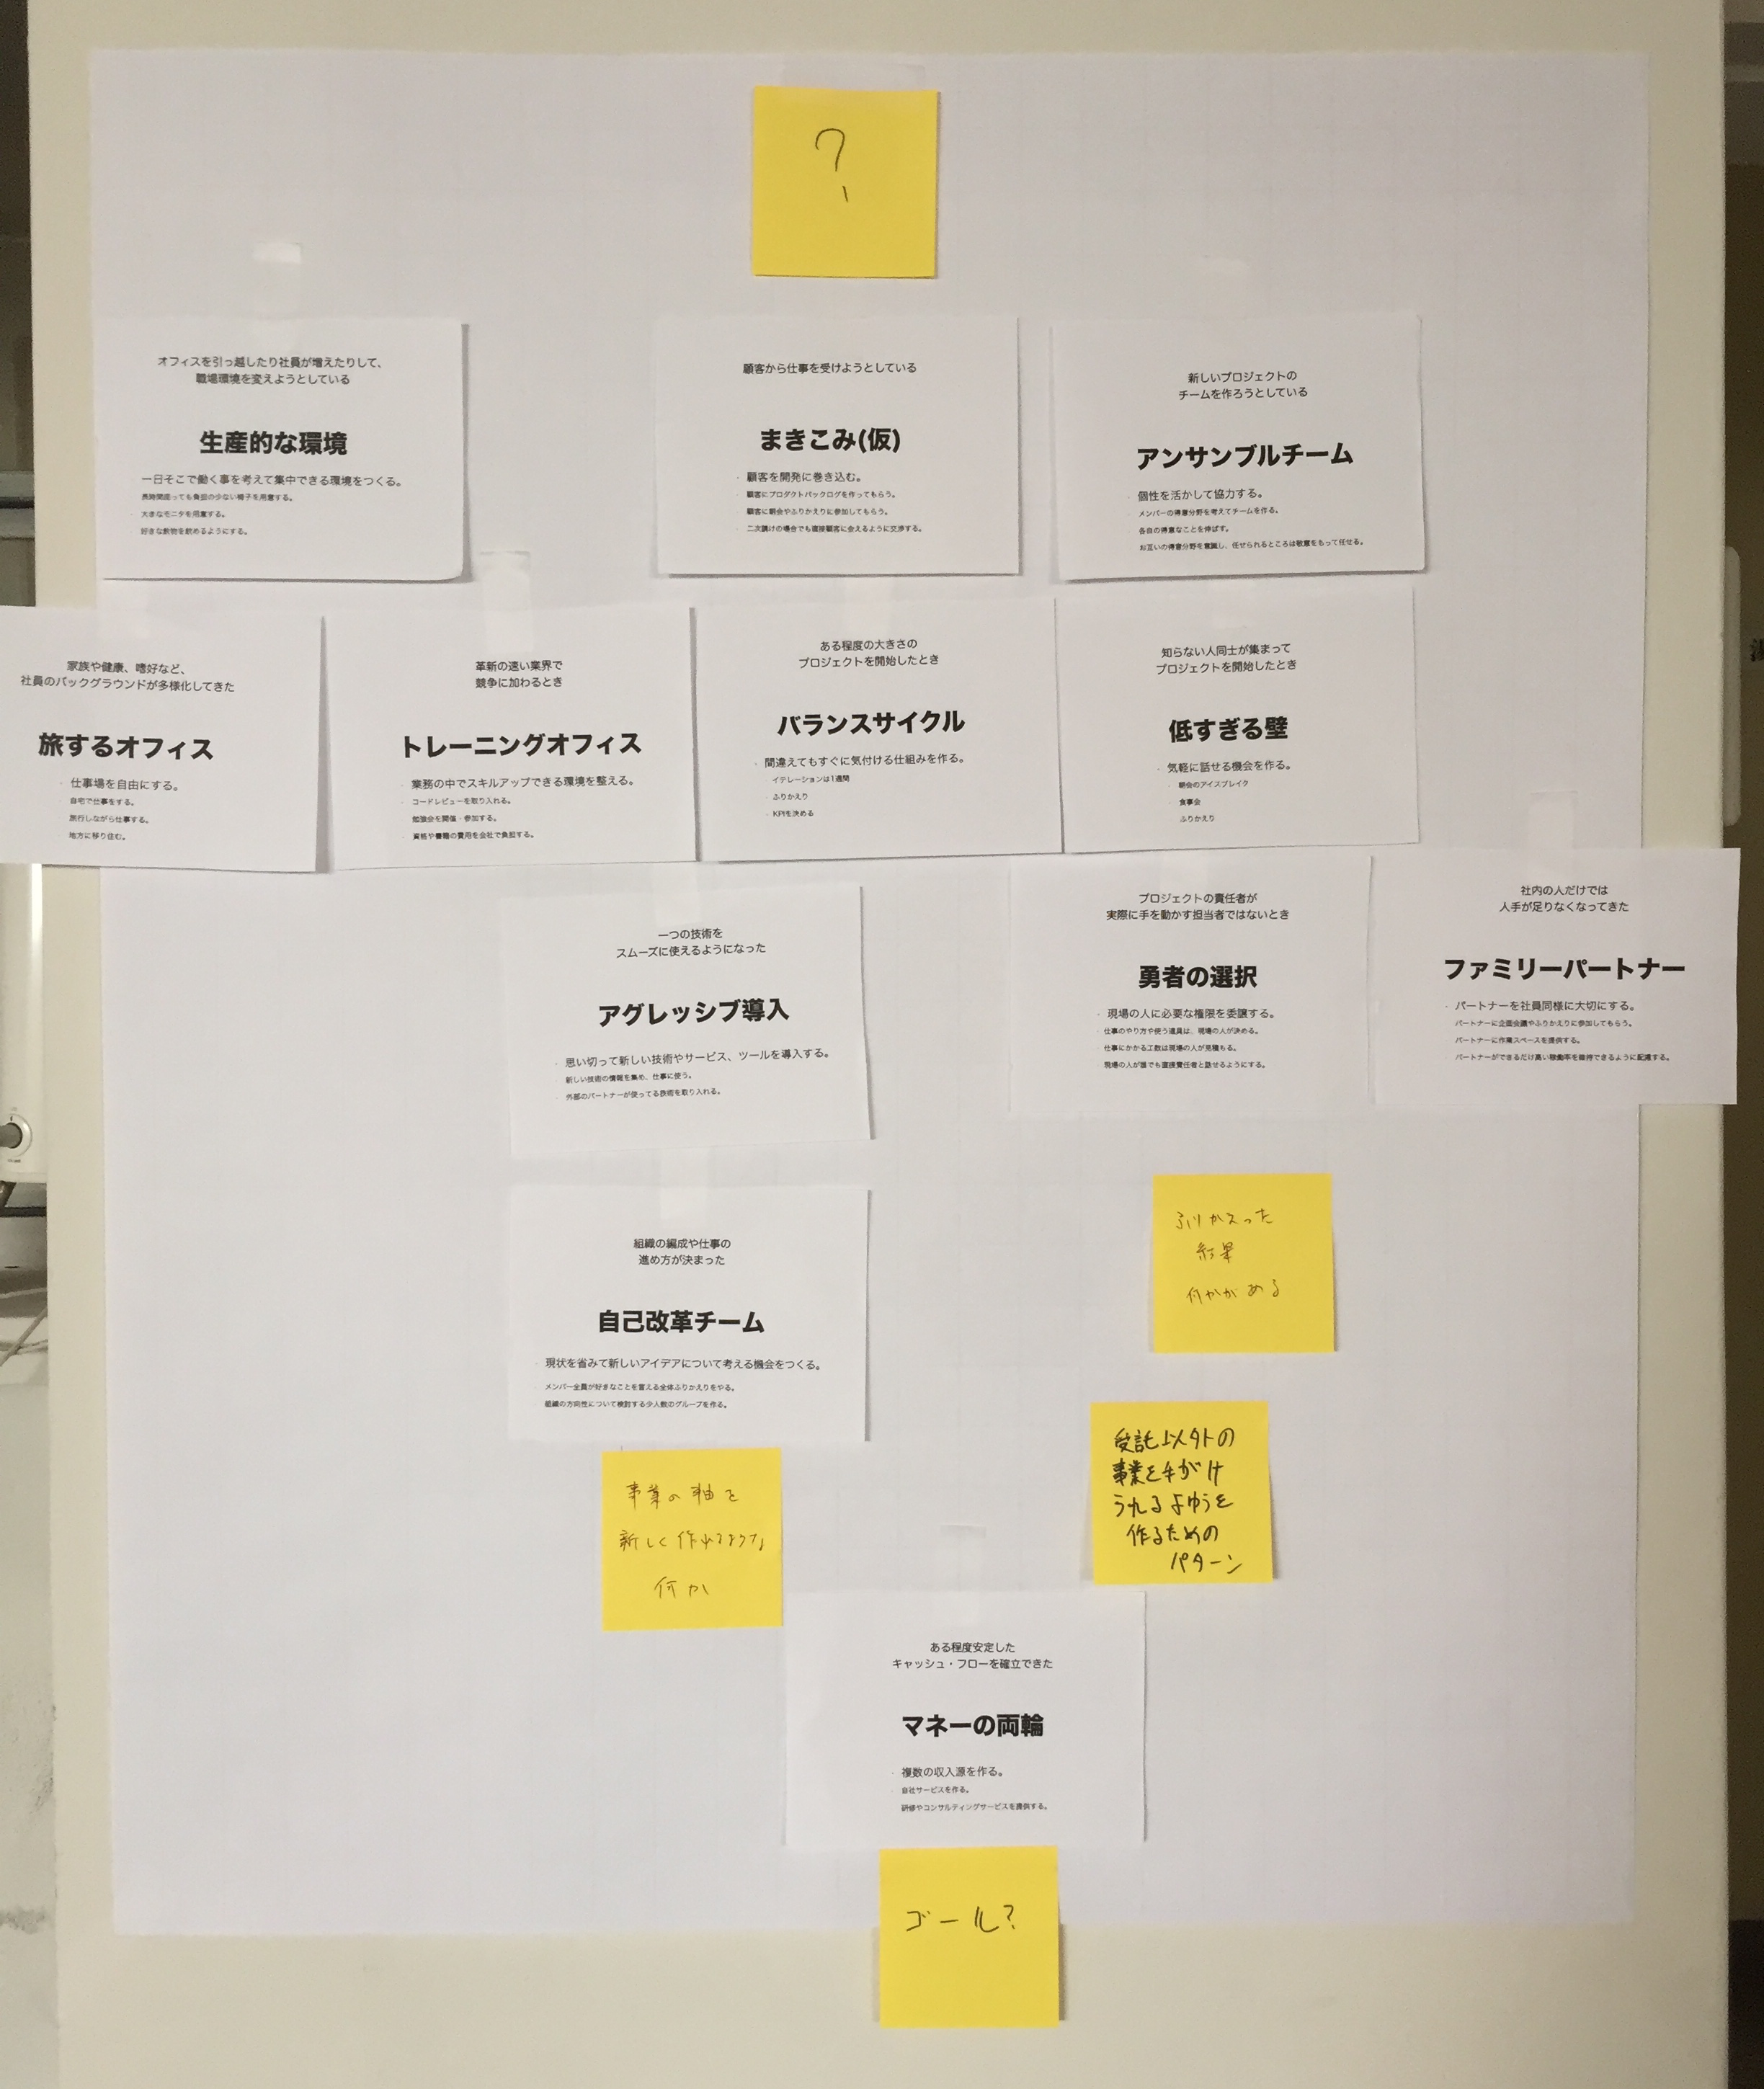 ?
オフィスを引っ越したり社員が増えたりして、
職場環境を変えようとしている
生産的な環境
一日そこで働く事を考えて集中できる環境をつくる。
長時間座っても負担の少ない椅子を用意する。
大きなモニタを用意する。
好きな飲物を飲めるようにする。
顧客から仕事を受けようとしている
まきこみ(仮)
顧客を開発に巻き込む。
顧客にプロダクトバックログを作ってもらう。
顧客に朝会やふりかえりに参加してもらう。
二次請けの場合でも直接顧客に会えるように交渉する。
新しいプロジェクトの
チームを作ろうとしている
アンサンブルチーム
個性を活かして協力する。
メンバーの得意分野を考えてチームを作る。
各自の得意なことを伸ばす。
お互いの得意分野を意識し、任せられるところは敬意をもって任せる。
家族や健康、嗜好など、
社員のバックグラウンドが多様化してきた
旅するオフィス
仕事場を自由にする。
自宅で仕事をする。
旅行しながら仕事する。
地方に移り住む。
革新の速い業界で
競争に加わるとき
トレーニングオフィス
業務の中でスキルアップできる環境を整える。
コードレビューを取り入れる。
勉強会を開催・参加する。
資格や書籍の費用を会社で負担する。
ある程度の大きさの
プロジェクトを開始したとき
バランスサイクル
間違えてもすぐに気付ける仕組みを作る。
イテレーションは1週間
ふりかえり
KPIを決める
知らない人同士が集まって
プロジェクトを開始したとき
低すぎる壁
気軽に話せる機会を作る。
朝会のアイスブレイク
食事会
ふりかえり
一つの技術を
スムーズに使えるようになった
アグレッシブ導入
思い切って新しい技術やサービス、ツールを導入する。
新しい技術の情報を集め、仕事に使う。
外部のパートナーが使ってる技術を取り入れる。
プロジェクトの責任者が
実際に手を動かす担当者ではないとき
勇者の選択
現場の人に必要な権限を委譲する。
仕事のやり方や使う道具は、現場の人が決める。
仕事にかかる工数は現場の人が見積もる。
現場の人が誰でも直接責任者と話せるようにする。
社内の人だけでは
人手が足りなくなってきた
ファミリーパートナー
パートナーを社員同様に大切にする。
パートナーに企画会議やふりかえりに参加してもらう。
パートナーに作業スペースを提供する。
パートナーができるだけ高い稼働率を維持できるように配慮する。
組織の編成や仕事の
進め方が決まった
自己改革チーム
現状を省みて新しいアイデアについて考える機会をつくる。
メンバー全員が好きなことを言える全体ふりかえりをやる。
組織の方向性について検討する少人数のグループを作る。
ふりかえった
結果
何かがある
事業の軸を
新しく作れるような
何か
受託以外の
事業を手がけ
られるよゆうを
作るための
パターン
ある程度安定した
キャッシュ・フローを確立できた
マネーの両輪
複数の収入源を作る。
自社サービスを作る。
研修やコンサルティングサービスを提供する。
ゴール?